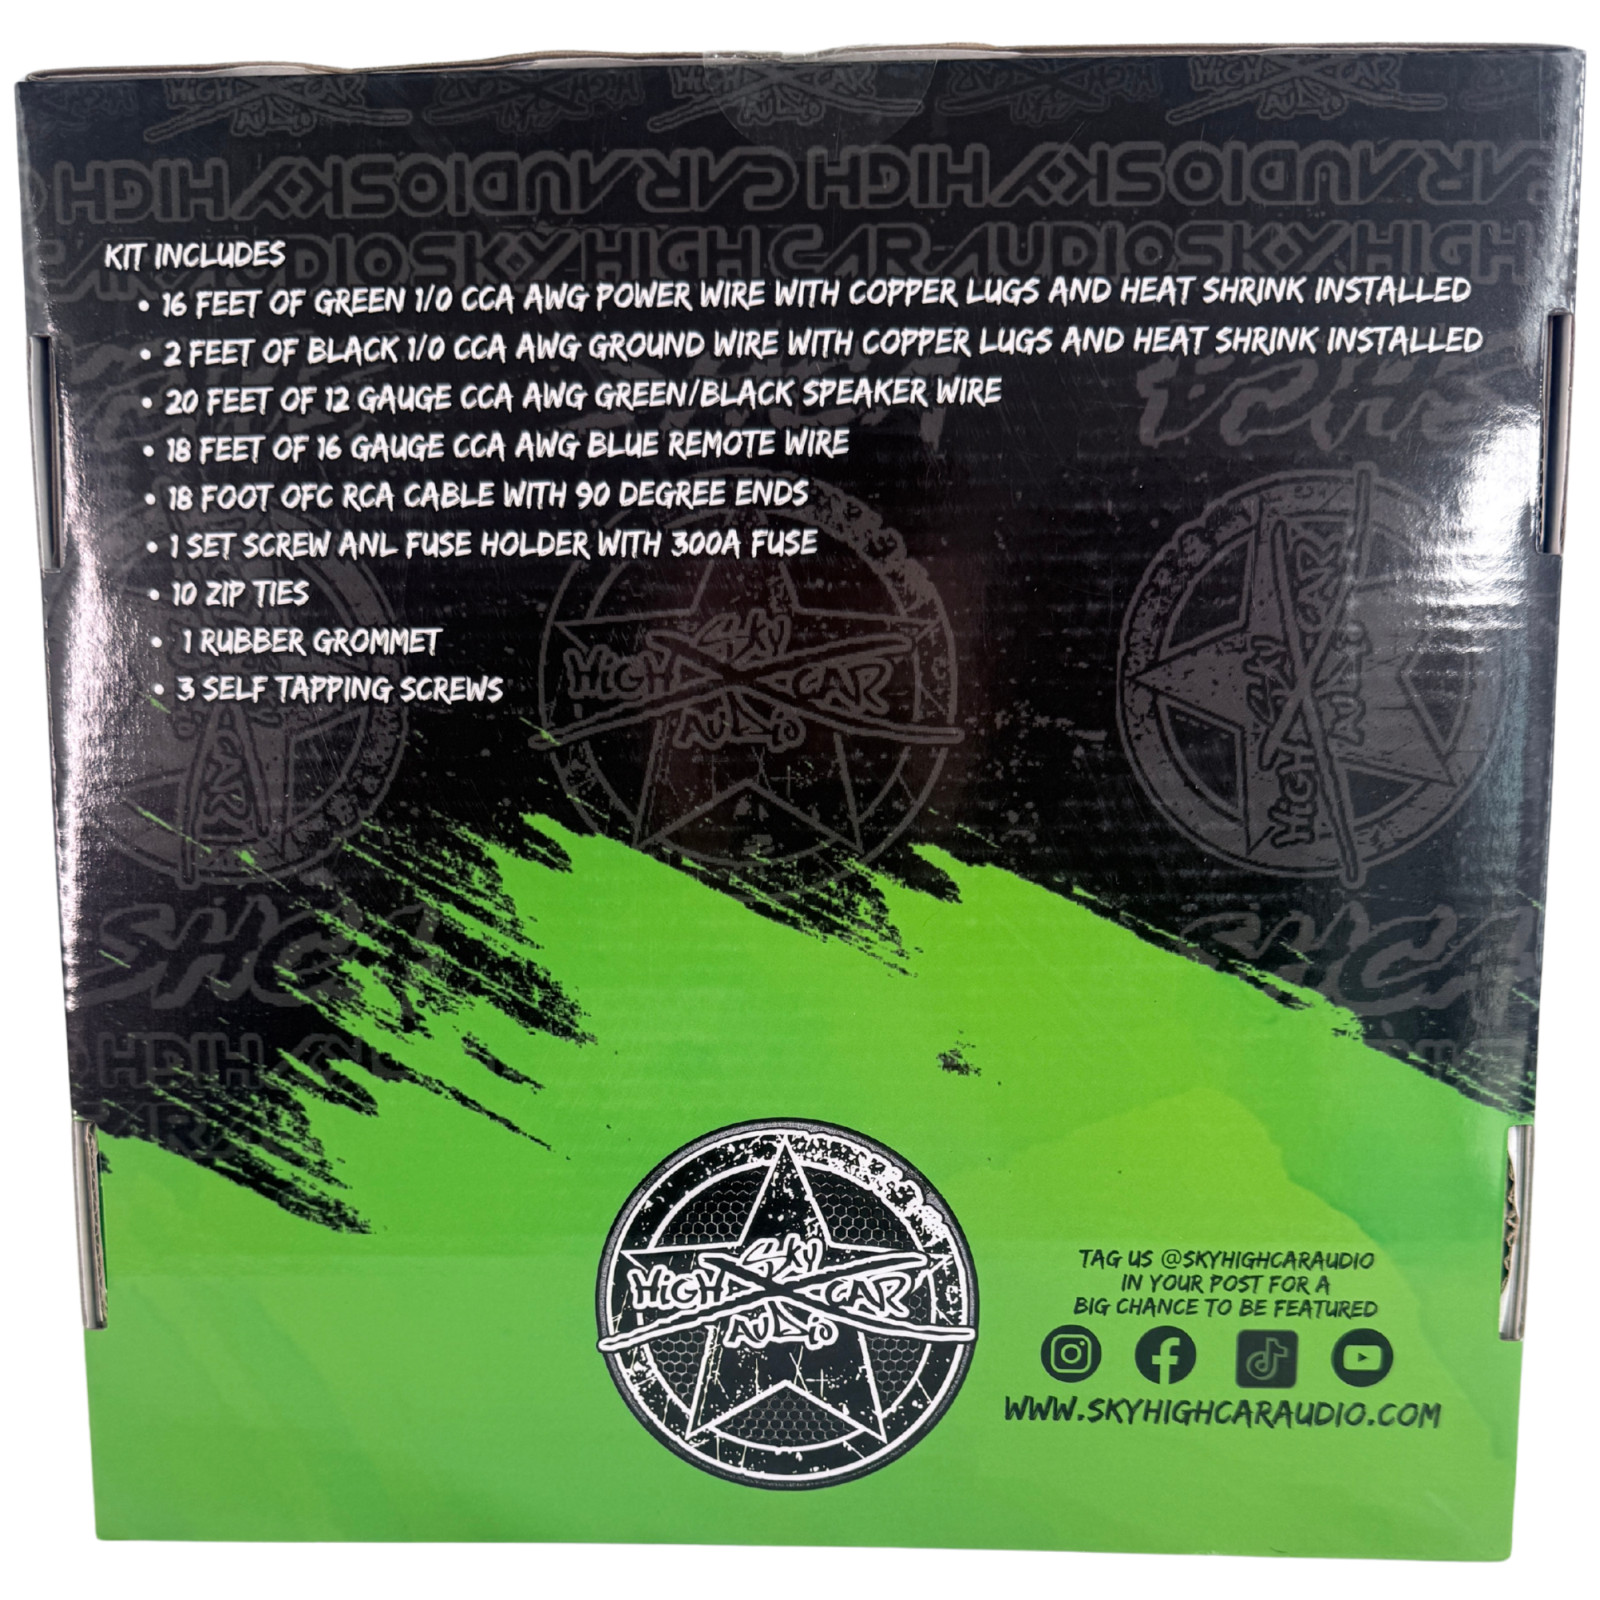 KIT INCLUDES
• 16 FEET OF GREEN 1/0 CCA AWG POWER WIRE WITH COPPER LUGS AND HEAT SHRINK INSTALLED
• 2 FEET OF BLACK 1/0 CCA AWG GROUND WIRE WITH COPPER LUGS AND HEAT SHRINK INSTALLED
• 20 FEET OF 12 GAUGE CCA AWG GREEN/BLACK SPEAKER WIRE
• 18 FEET OF 16 GAUGE CCA AWG BLUE REMOTE WIRE
• 18 FOOT OFC RCA CABLE WITH 90 DEGREE ENDS
• 1 SET SCREW ANL FUSE HOLDER WITH 300A FUSE
• 10 ZIP TIES
• 1 RUBBER GROMMET
• 3 SELF TAPPING SCREWS
SKY
HIGH CAR
AUDIO
TAG US @SKYHIGHCARAUDIO
IN YOUR POST FOR A
BIG CHANCE TO BE FEATURED
WWW.SKYHIGHCARAUDIO.COM